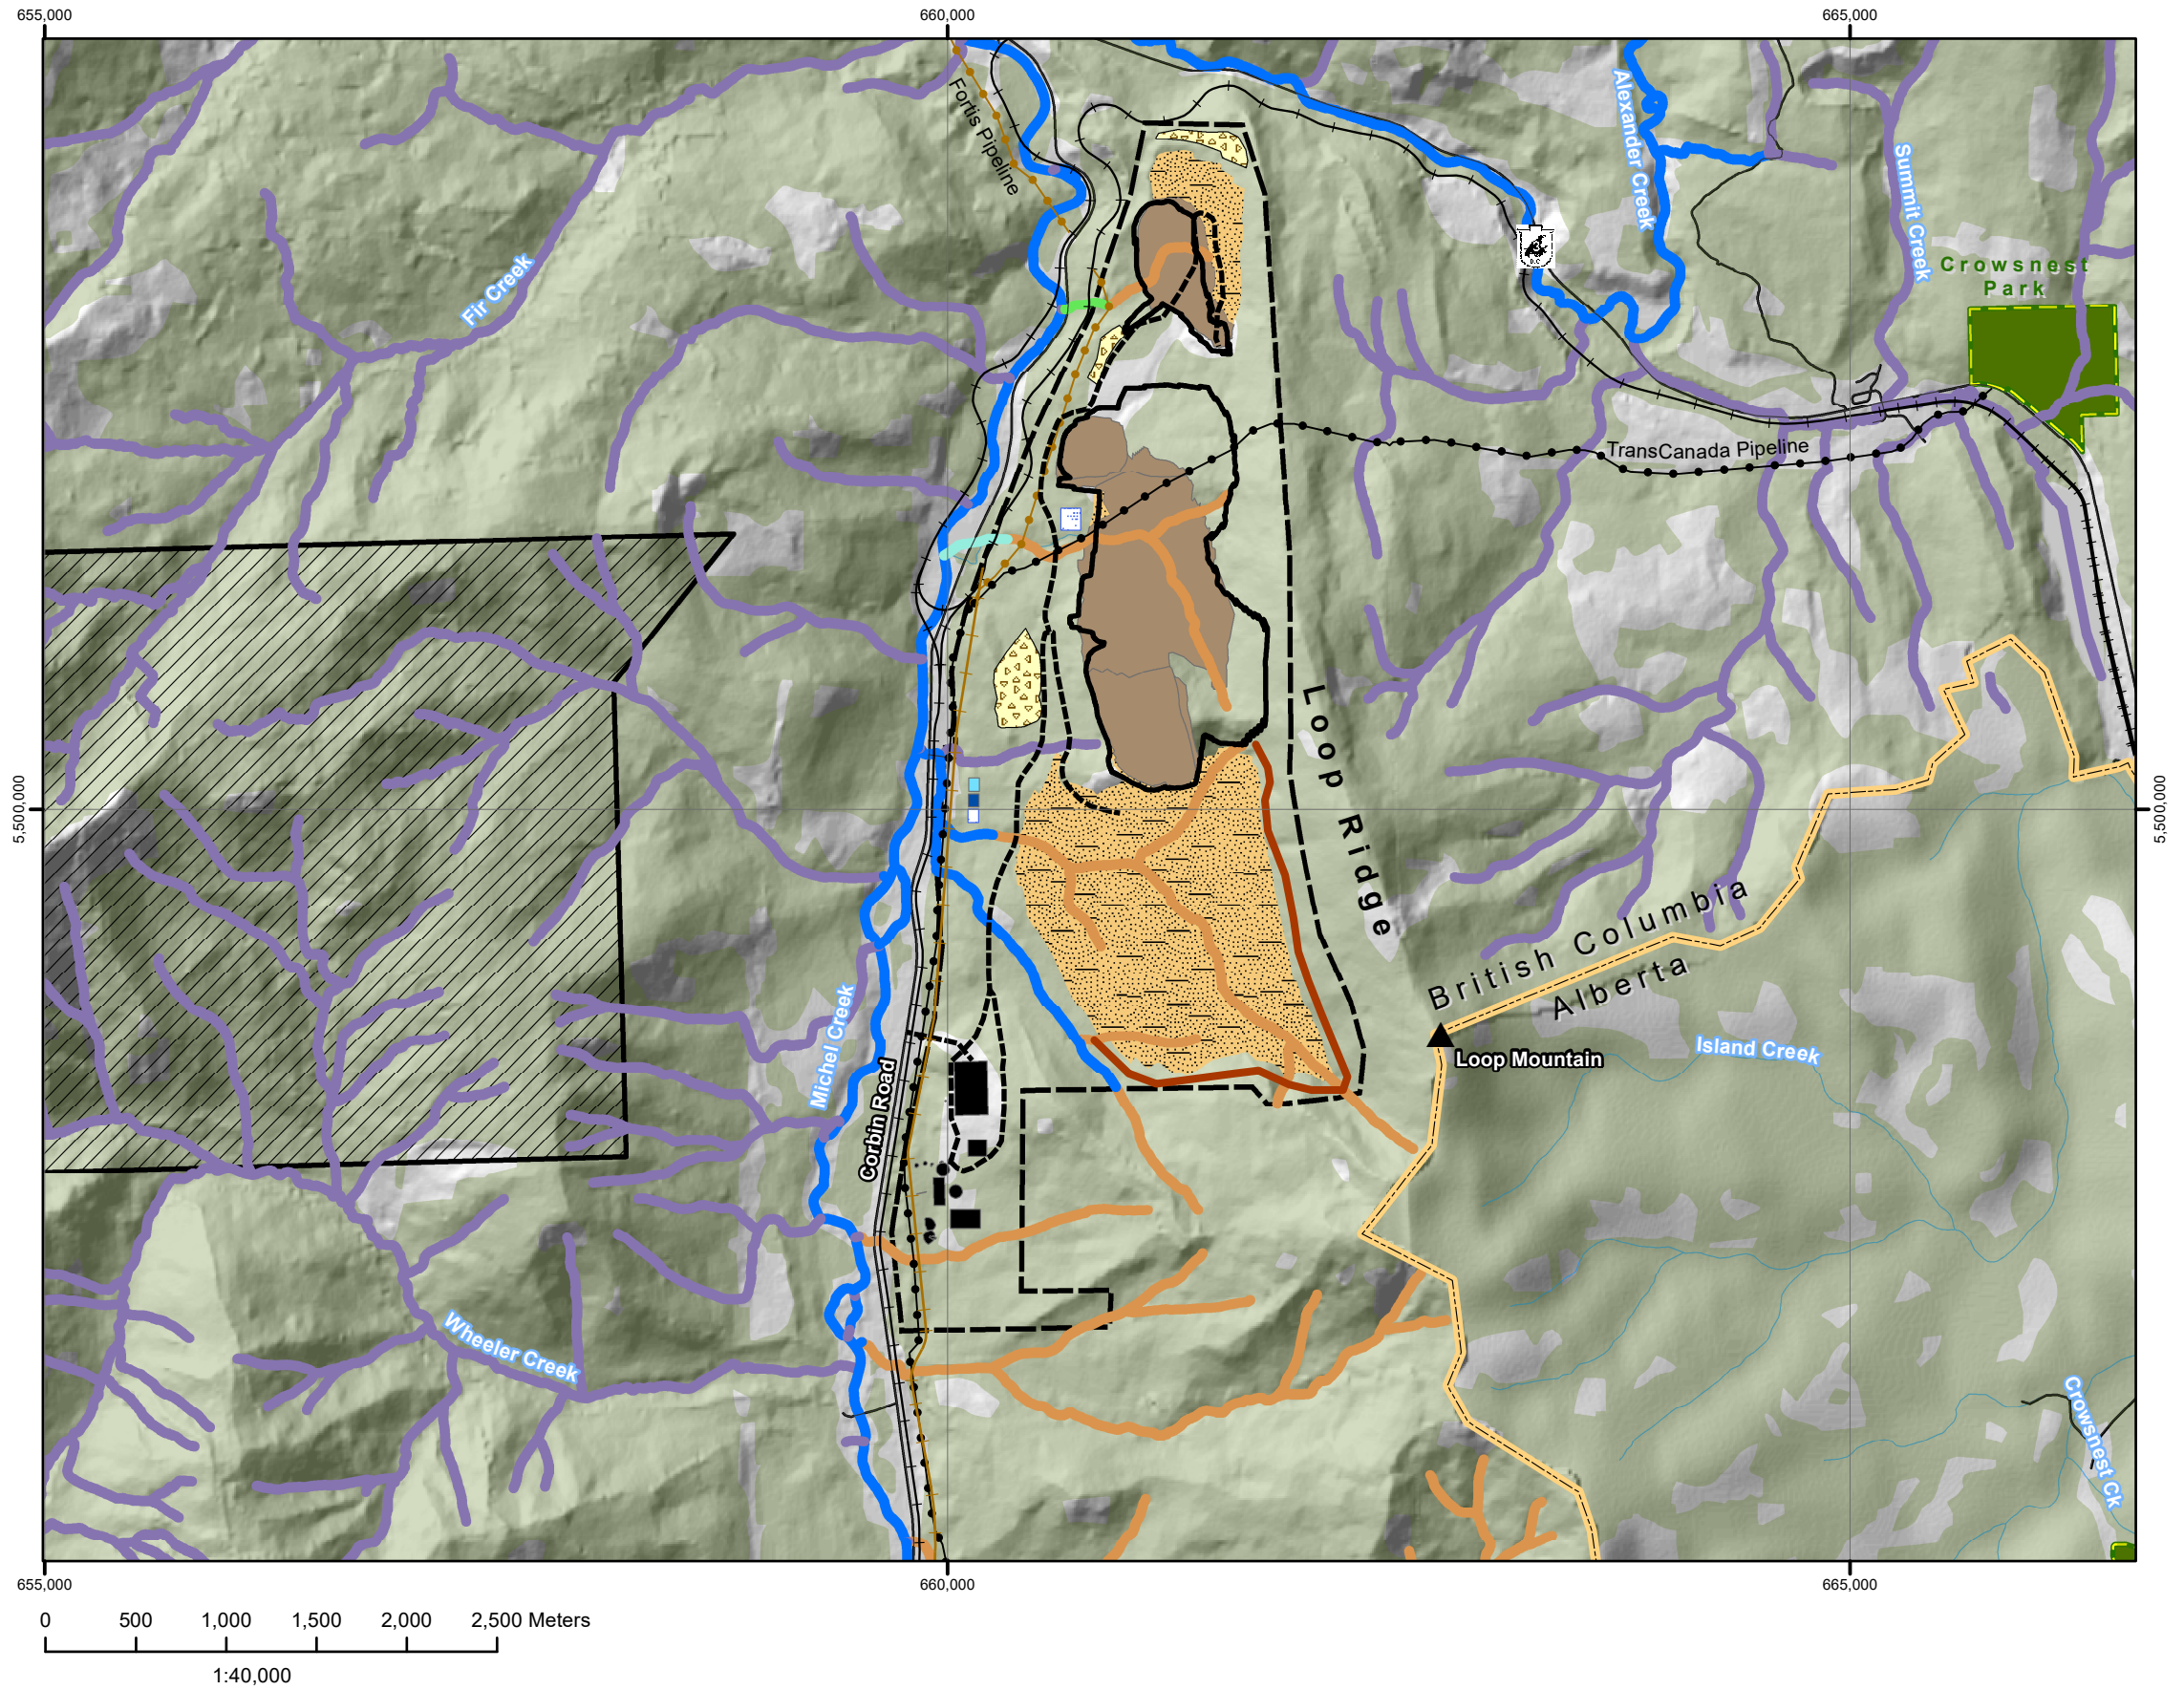 655,000
660,000
665,000
Fortis Pipeline
Alexander Creek
Summit Creek
3
Crowsnest
Park
Fir Creek
TransCanada Pipeline
Loop Ridge
5,500,000
5,500,000
British Columbia
Alberta
Michel Creek
Island Creek
Loop Mountain
Corbin Road
Wheeler Creek
Crowsnest Ck
655,000
660,000
665,000
0 500 1,000 1,500 2,000 2,500 Meters
1:40,000